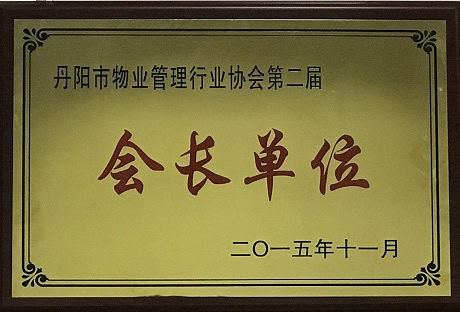 丹阳市物业管理行业协会第二届
会长单位
二〇一五年十一月